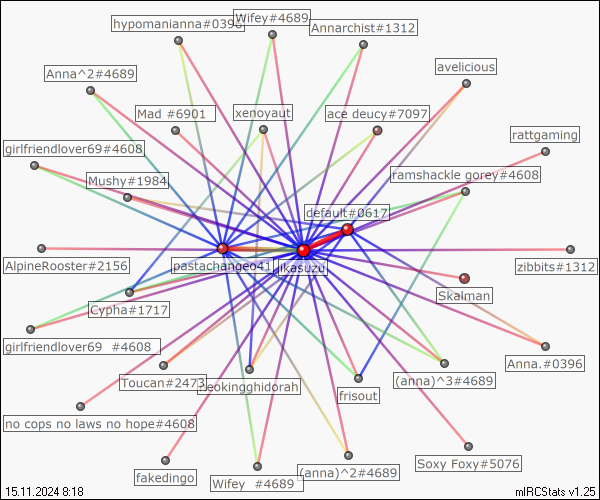 hypomanianna#0396
Wifey#4689
Annarchist#1312
Anna^2#4689
avelicious
Mad #6901
xenoyaut
ace deucy#7097
rattgaming
girlfriendlover69#4608
Mushy#1984
ramshackle gorey#4608
default#0617
AlpineRooster#2156
pastachangeo41
jikasuzu
zibbits#1312
Cypha#1717
Skalman
girlfriendlover69 #4608
Anna.#0396
Toucan#2473
neokingghidorah
frisout
(anna)^3#4689
no cops no laws no hope#4608
fakedingo
Wifey #4689
(anna)^2#4689
Soxy Foxy#5076
15.11.2024 8:18
mIRCStats v1.25